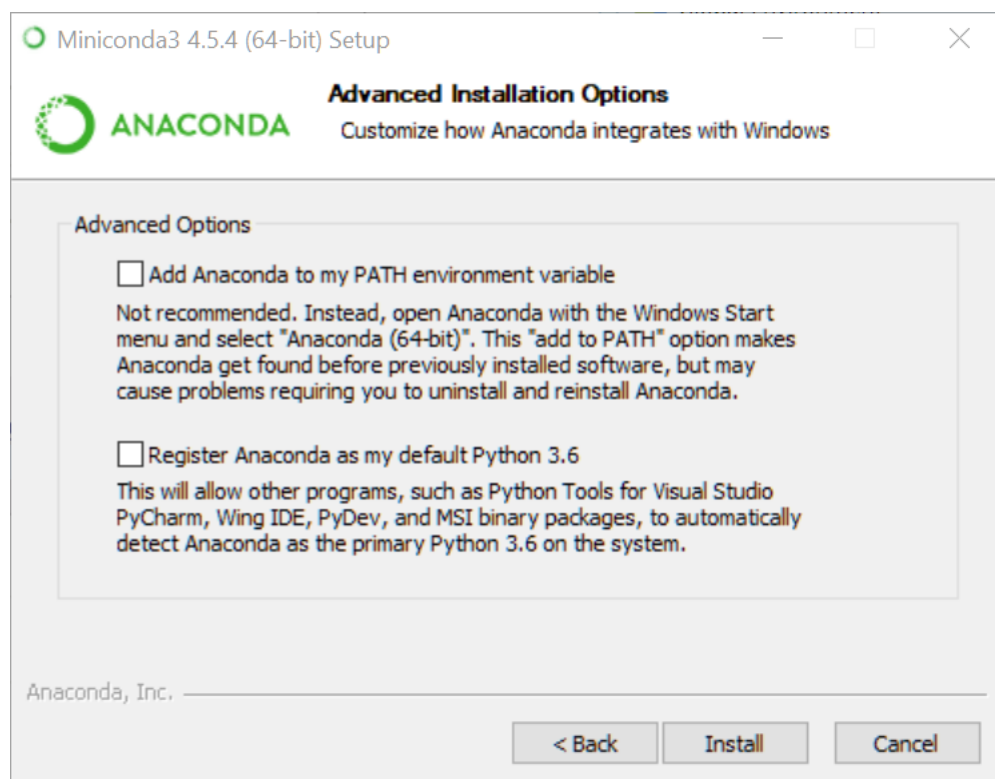 Miniconda3 4.5.4 (64-bit) Setup
ANACONDA
Advanced Installation Options
Customize how Anaconda integrates with Windows
Advanced Options
Add Anaconda to my PATH environment variable
Not recommended. Instead, open Anaconda with the Windows Start
menu and select "Anaconda (64-bit)". This "add to PATH" option makes
Anaconda get found before previously installed software, but may
cause problems requiring you to uninstall and reinstall Anaconda.
Register Anaconda as my default Python 3.6
This will allow other programs, such as Python Tools for Visual Studio
PyCharm, Wing IDE, PyDev, and MSI binary packages, to automatically
detect Anaconda as the primary Python 3.6 on the system.
Anaconda, Inc.
< Back
Install
Cancel